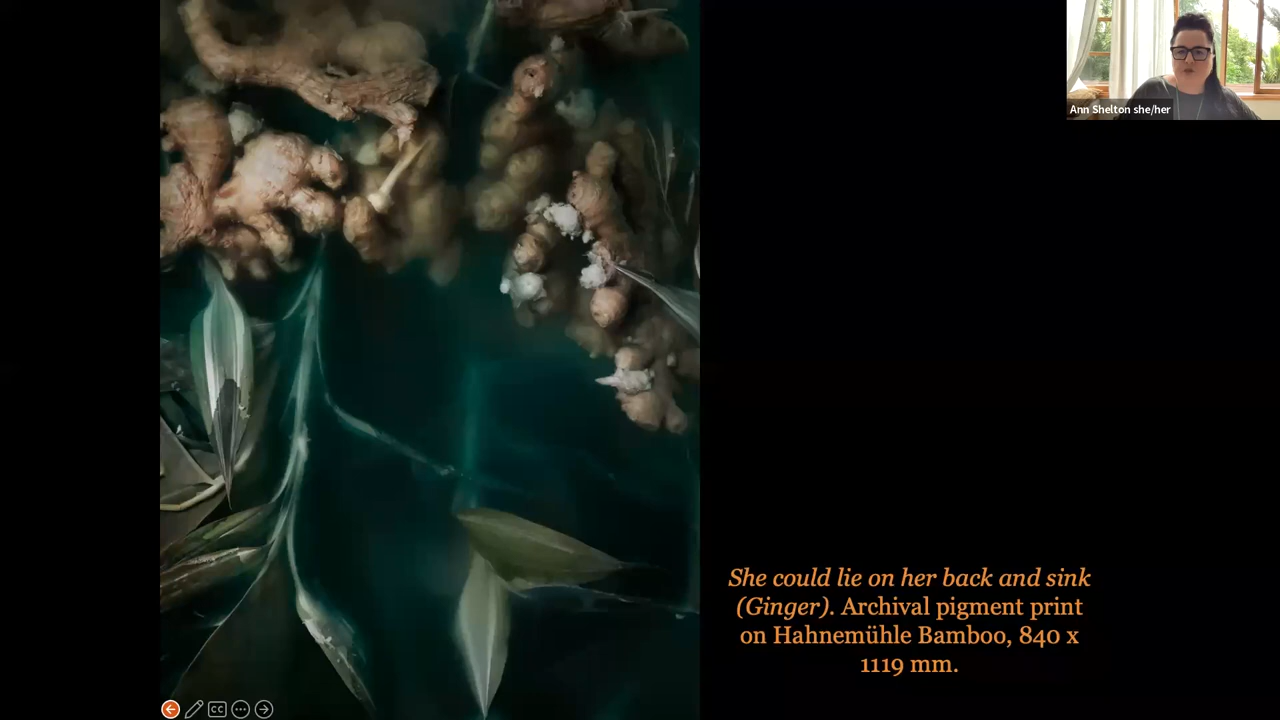 Ann Shelton she/her
She could lie on her back and sink
(Ginger). Archival pigment print
on Hahnemühle Bamboo, 840 x
1119 mm.
CC